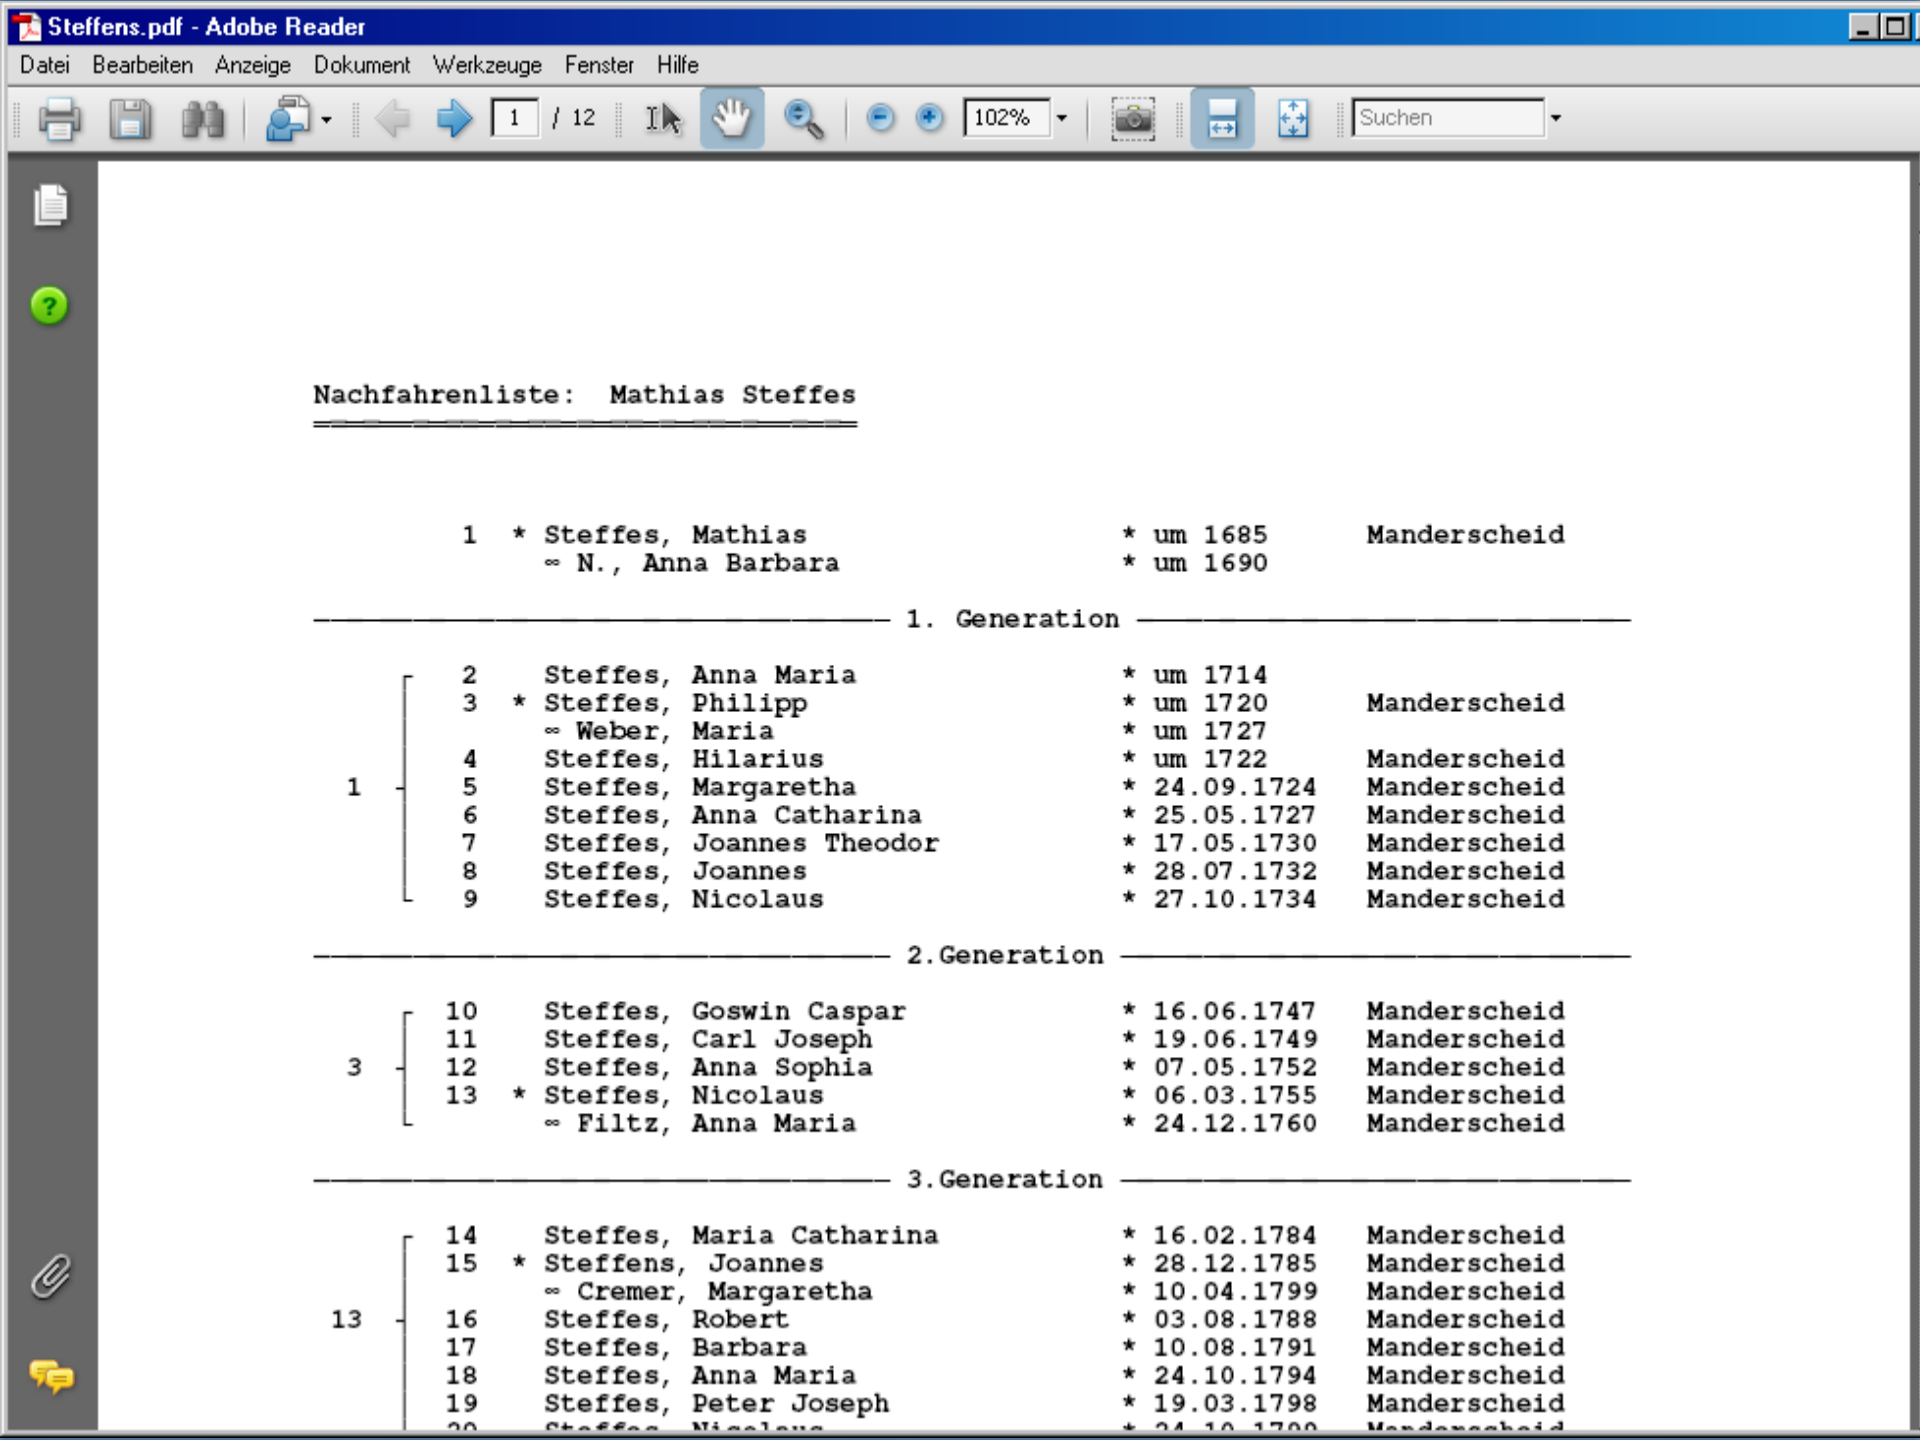 Steffens.pdf - Adobe Reader
Datei Bearbeiten Anzeige Dokument Werkzeuge Fenster Hilfe
1 / 12 102% Suchen
Nachfahrenliste: Mathias Steffes
1 * Steffes, Mathias * um 1685 Manderscheid
∞ N., Anna Barbara * um 1690
1. Generation
2 Steffes, Anna Maria * um 1714
3 * Steffes, Philipp * um 1720 Manderscheid
∞ Weber, Maria * um 1727
4 Steffes, Hilarius * um 1722 Manderscheid
1 5 Steffes, Margaretha * 24.09.1724 Manderscheid
6 Steffes, Anna Catharina * 25.05.1727 Manderscheid
7 Steffes, Joannes Theodor * 17.05.1730 Manderscheid
8 Steffes, Joannes * 28.07.1732 Manderscheid
9 Steffes, Nicolaus * 27.10.1734 Manderscheid
2.Generation
10 Steffes, Goswin Caspar * 16.06.1747 Manderscheid
11 Steffes, Carl Joseph * 19.06.1749 Manderscheid
3 12 Steffes, Anna Sophia * 07.05.1752 Manderscheid
13 * Steffes, Nicolaus * 06.03.1755 Manderscheid
∞ Filtz, Anna Maria * 24.12.1760 Manderscheid
3.Generation
14 Steffes, Maria Catharina * 16.02.1784 Manderscheid
15 * Steffens, Joannes * 28.12.1785 Manderscheid
∞ Cremer, Margaretha * 10.04.1799 Manderscheid
13 16 Steffes, Robert * 03.08.1788 Manderscheid
17 Steffes, Barbara * 10.08.1791 Manderscheid
18 Steffes, Anna Maria * 24.10.1794 Manderscheid
19 Steffes, Peter Joseph * 19.03.1798 Manderscheid
20 Steffes, Nicolaus * Manderscheid